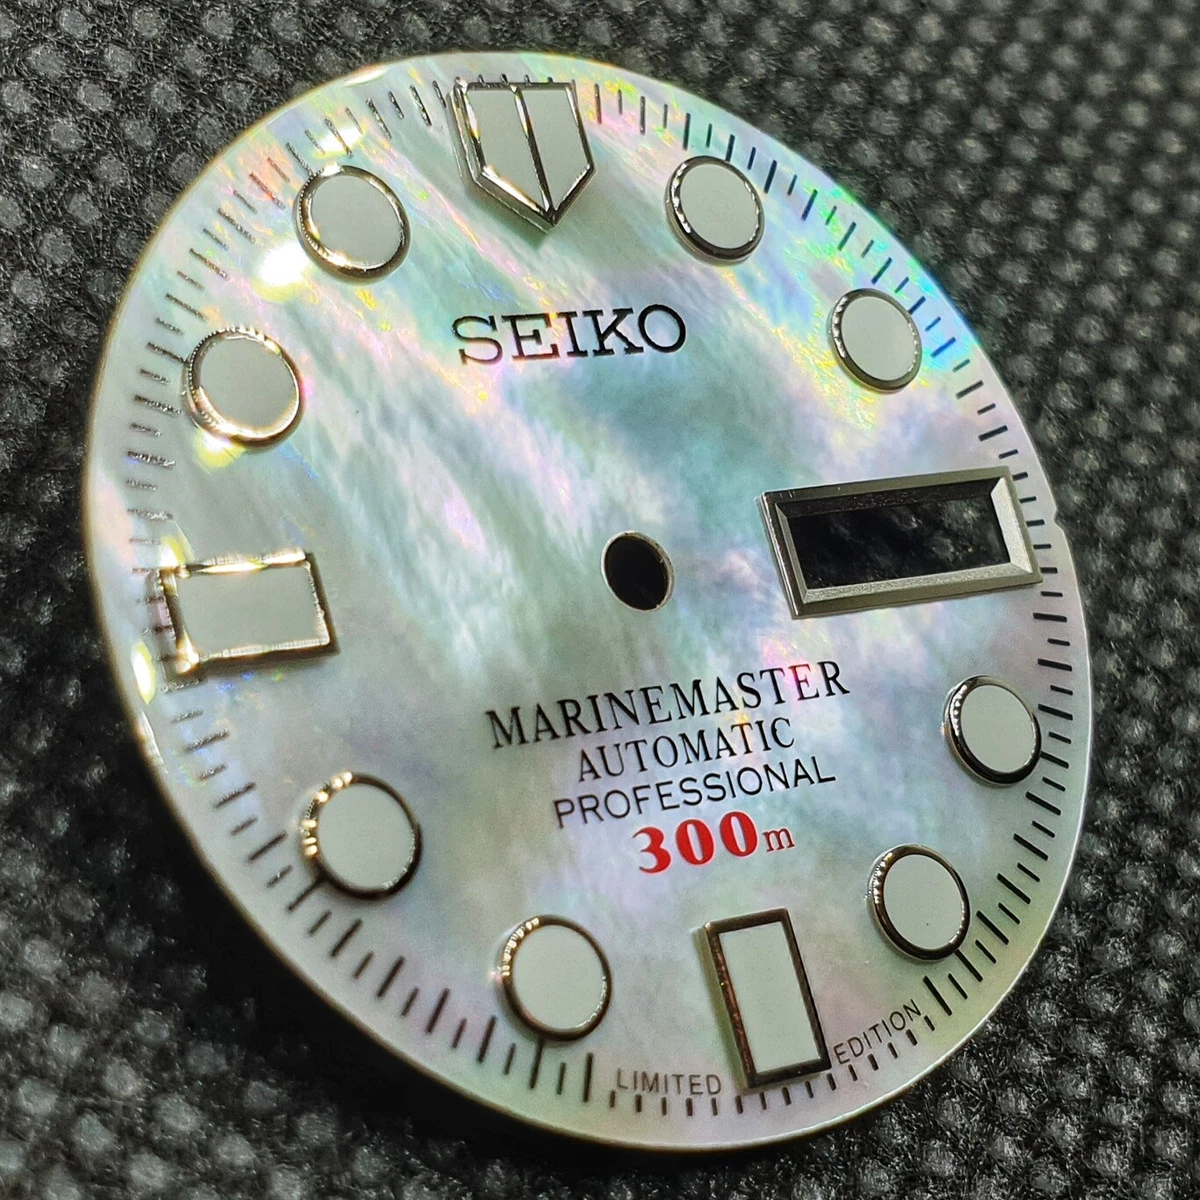 SEIKO
MARINEMASTER
AUTOMATIC
PROFESSIONAL
300m
LIMITED EDITION